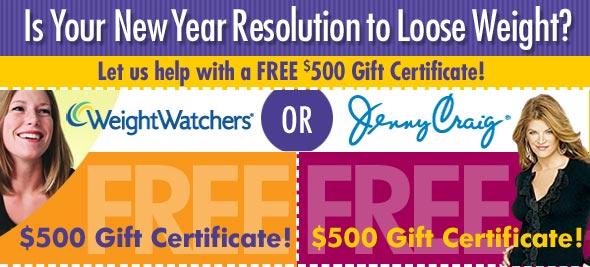 Is Your New Year Resolution to Loose Weight?
Let us help with a FREE $500 Gift Certificate!
WeightWatchers® OR Jenny Craig®
FREE FREE
$500 Gift Certificate! $500 Gift Certificate!